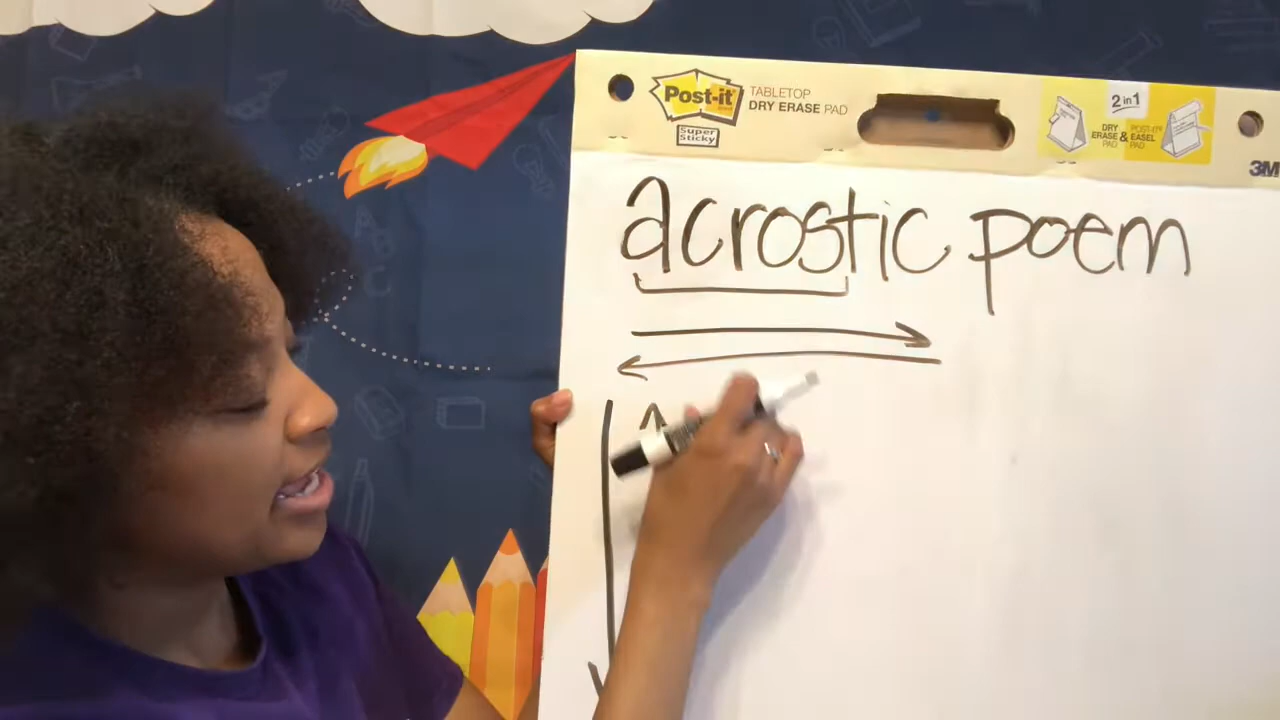 Post-it
Super
Sticky
TABLETOP
DRY ERASE PAD
2 in 1
DRY
ERASE
PAD
&
POST-IT
EASEL
PAD
3M
acrostic poem
ABC